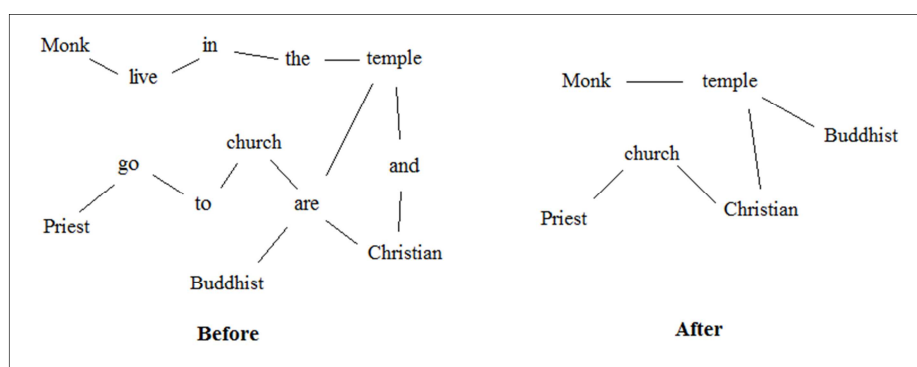 Monk
live
in
the
temple
church
and
go
to
are
Priest
Christian
Buddhist
Before
Monk
temple
Buddhist
church
Priest
Christian
After